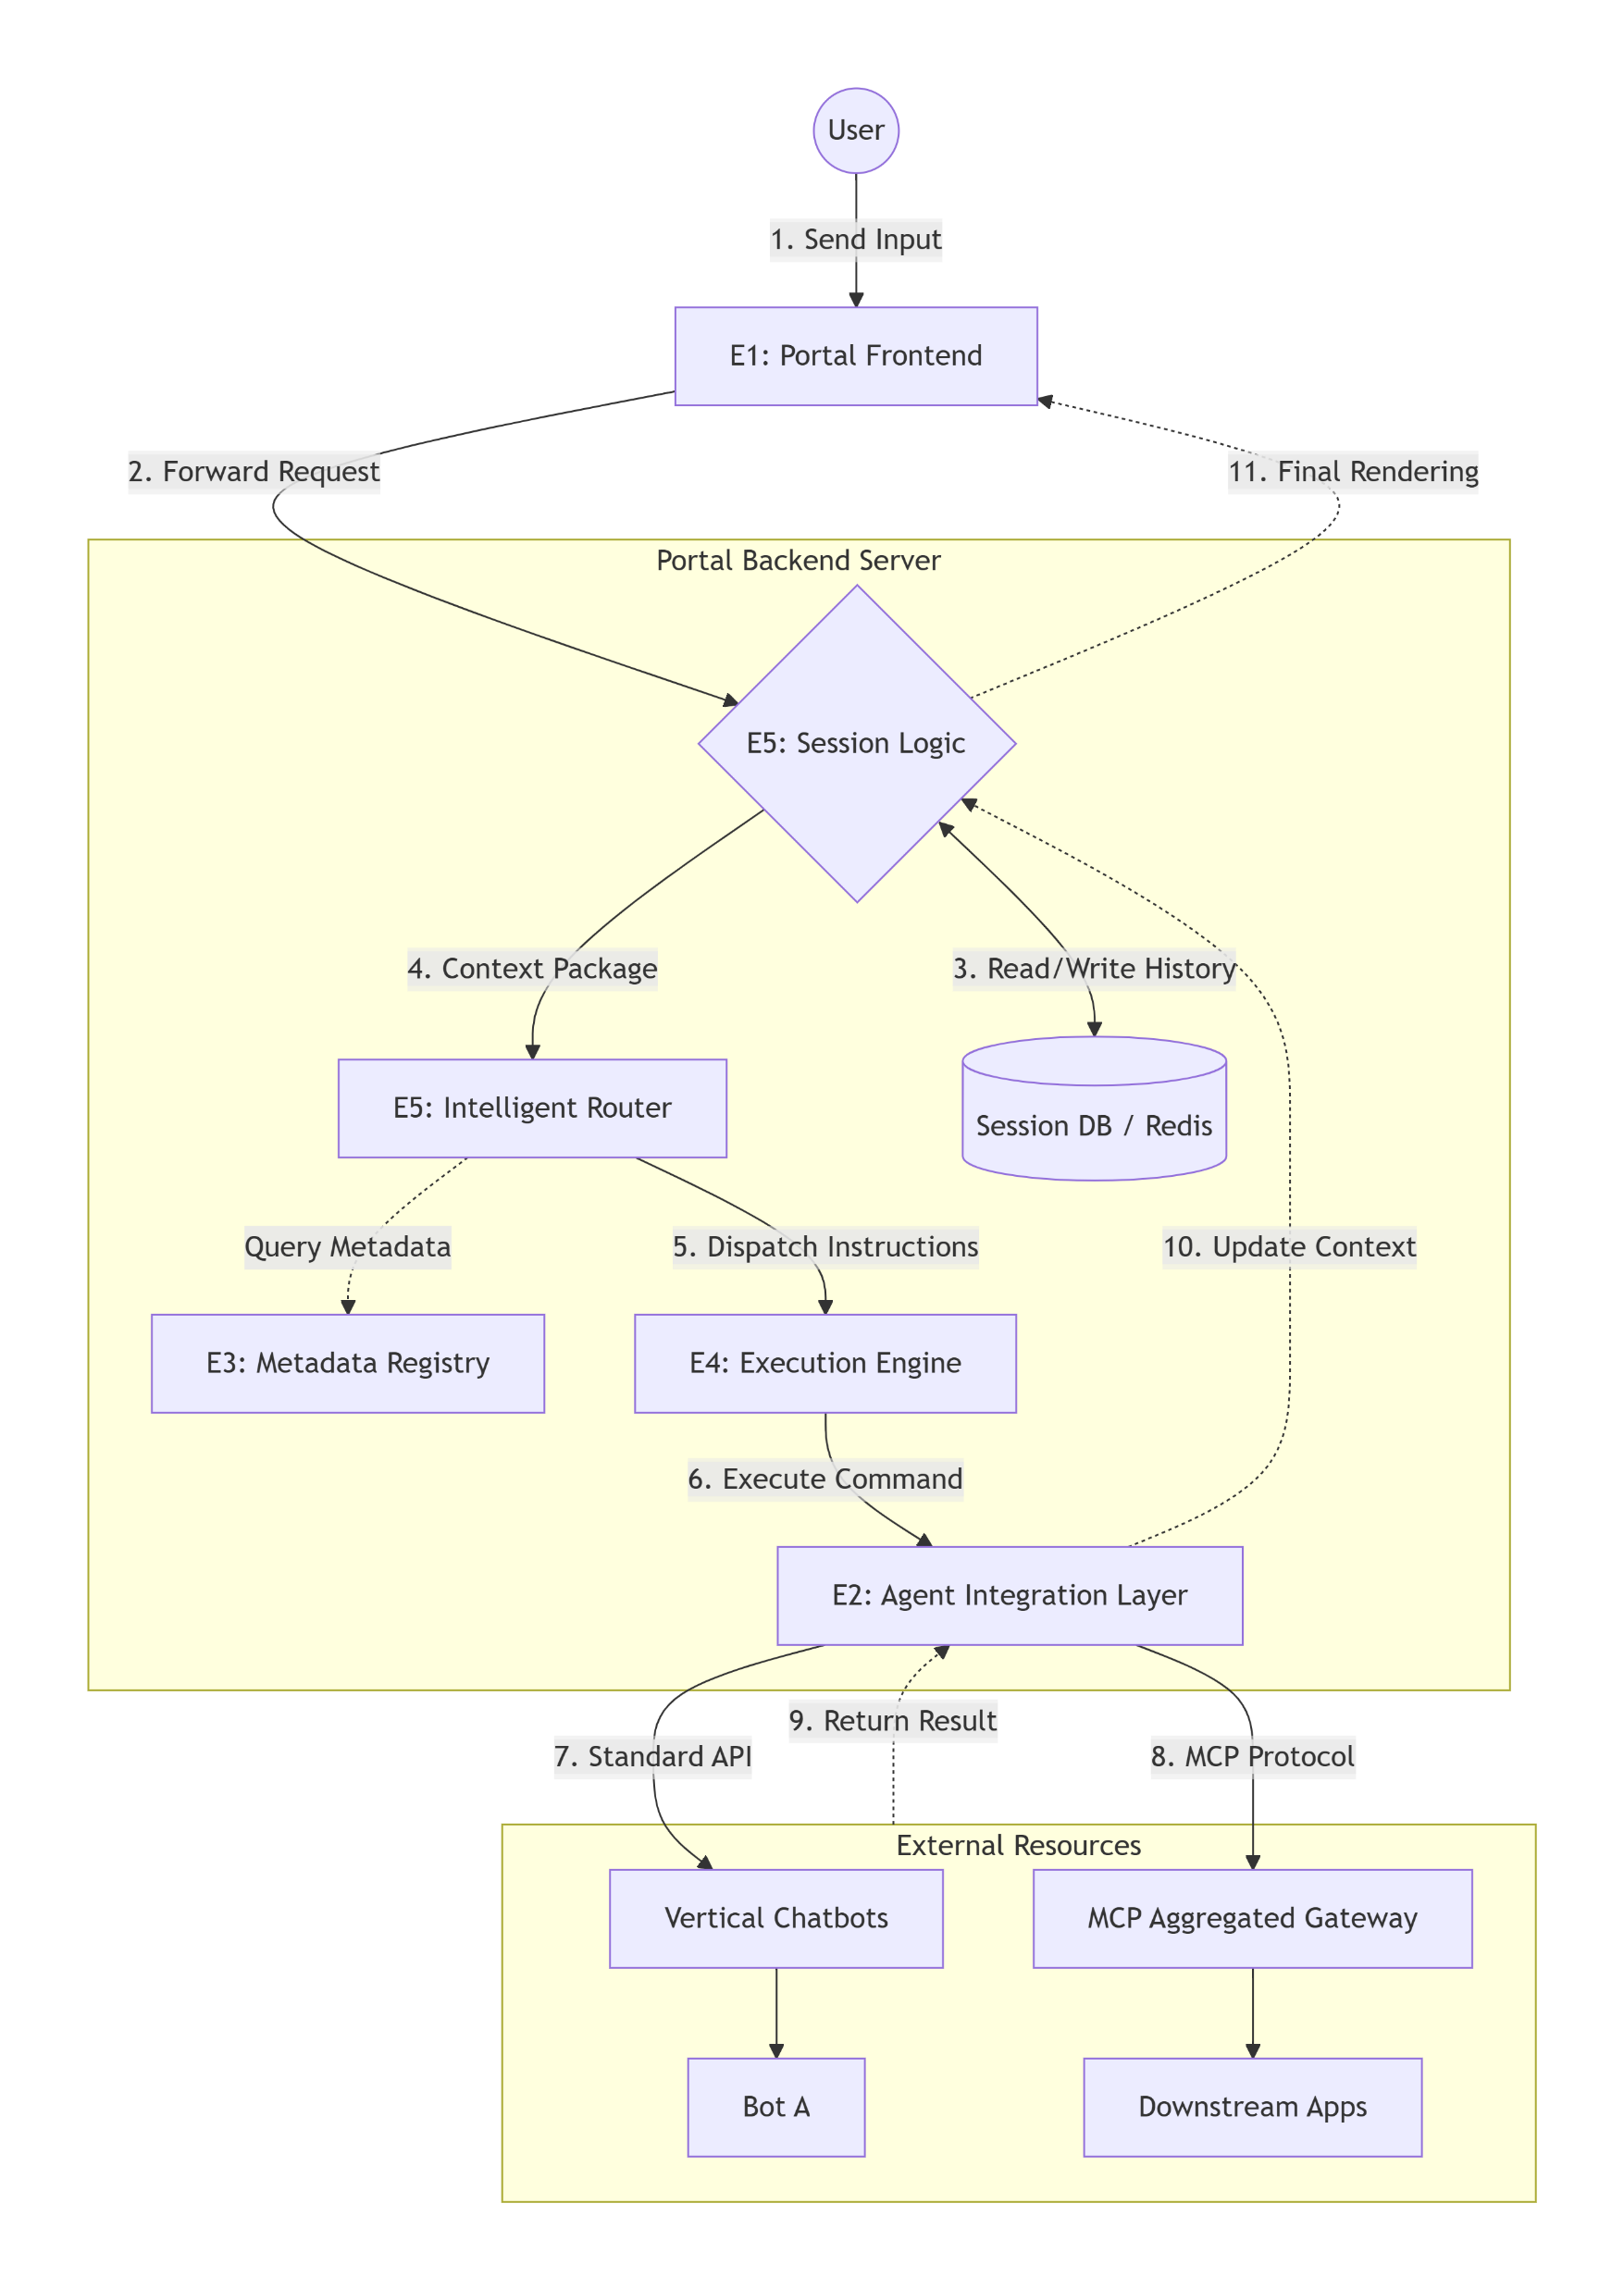 User
1. Send Input
E1: Portal Frontend
2. Forward Request
11. Final Rendering
Portal Backend Server
E5: Session Logic
4. Context Package
3. Read/Write History
E5: Intelligent Router
Session DB / Redis
Query Metadata
5. Dispatch Instructions
10. Update Context
E3: Metadata Registry
E4: Execution Engine
6. Execute Command
E2: Agent Integration Layer
9. Return Result
7. Standard API
8. MCP Protocol
External Resources
Vertical Chatbots
MCP Aggregated Gateway
Bot A
Downstream Apps